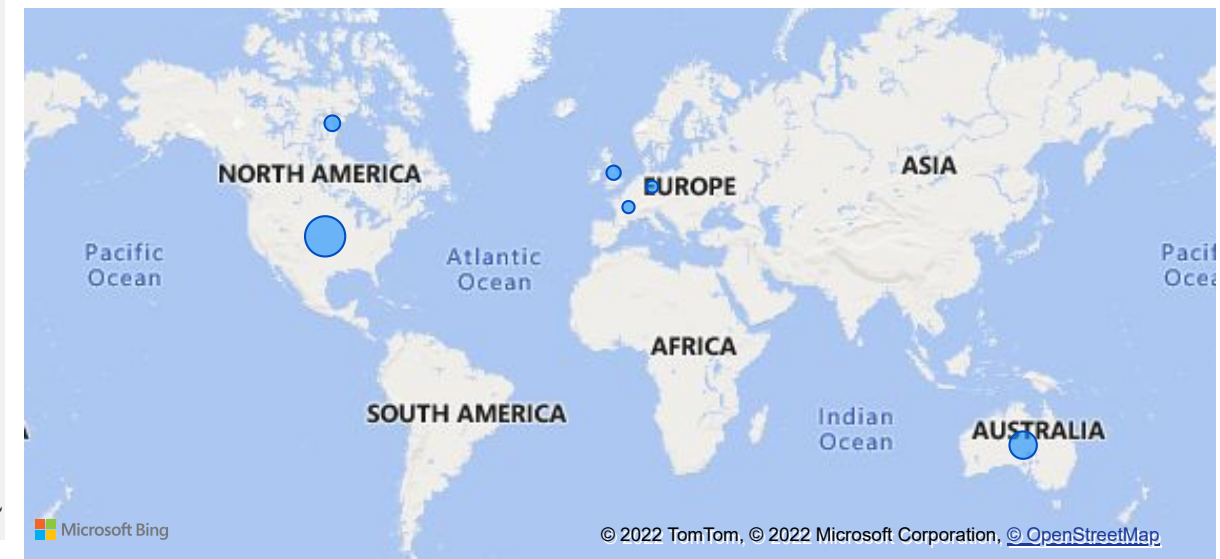 NORTH AMERICA
EUROPE
ASIA
Pacific
Ocean
Atlantic
Ocean
Pacif
Ocea
AFRICA
SOUTH AMERICA
Indian
Ocean
AUSTRALIA
Microsoft Bing
© 2022 TomTom, © 2022 Microsoft Corporation, © OpenStreetMap